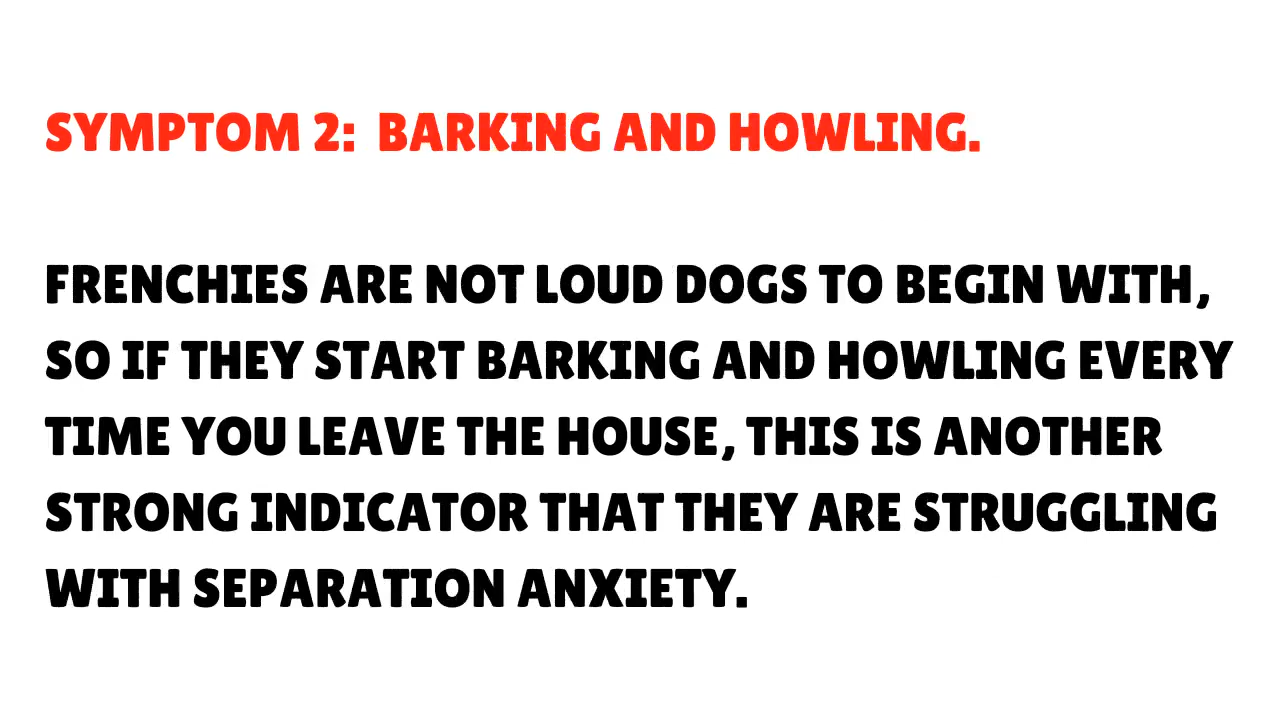 SYMPTOM 2: BARKING AND HOWLING.
FRENCHIES ARE NOT LOUD DOGS TO BEGIN WITH,
SO IF THEY START BARKING AND HOWLING EVERY
TIME YOU LEAVE THE HOUSE, THIS IS ANOTHER
STRONG INDICATOR THAT THEY ARE STRUGGLING
WITH SEPARATION ANXIETY.